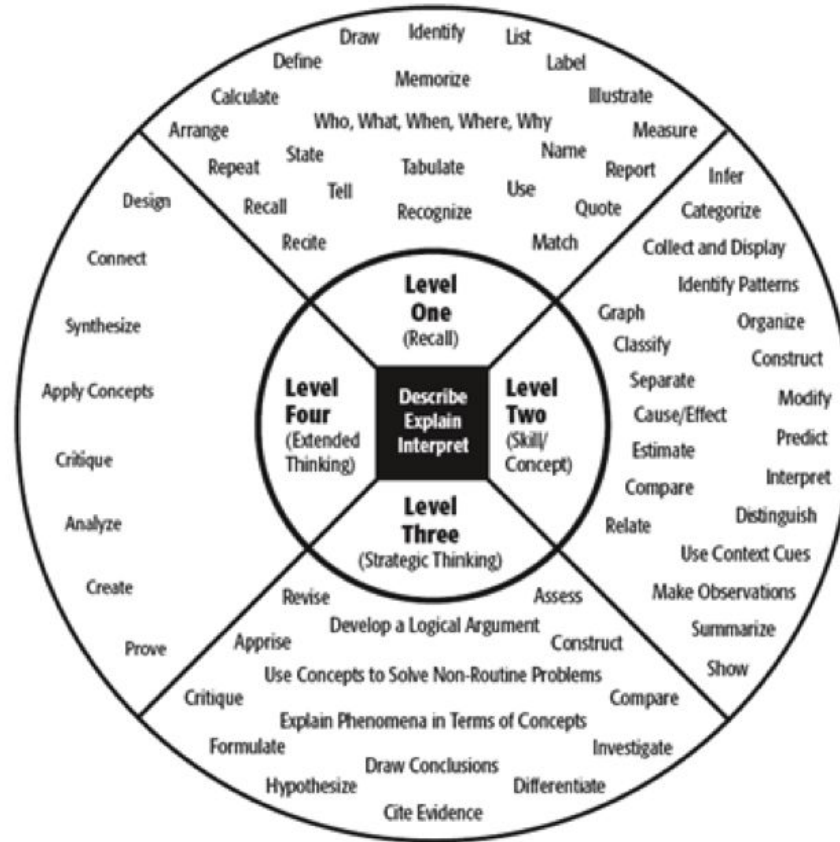 Draw
Identify
List
Define
Label
Memorize
Calculate
Illustrate
Arrange
Who, What, When, Where, Why
Measure
State
Name
Repeat
Tabulate
Report
Tell
Use
Recall
Recognize
Quote
Recite
Match
Level
One
(Recall)
Infer
Categorize
Collect and Display
Identify Patterns
Graph
Organize
Classify
Construct
Separate
Modify
Cause/Effect
Predict
Estimate
Interpret
Compare
Distinguish
Relate
Use Context Cues
Make Observations
Summarize
Show
Level
Two
(Skill/
Concept)
Describe
Explain
Interpret
Level
Three
(Strategic Thinking)
Revise
Assess
Develop a Logical Argument
Apprise
Construct
Use Concepts to Solve Non-Routine Problems
Critique
Compare
Explain Phenomena in Terms of Concepts
Formulate
Investigate
Draw Conclusions
Hypothesize
Differentiate
Cite Evidence
Level
Four
(Extended
Thinking)
Design
Connect
Synthesize
Apply Concepts
Critique
Analyze
Create
Prove